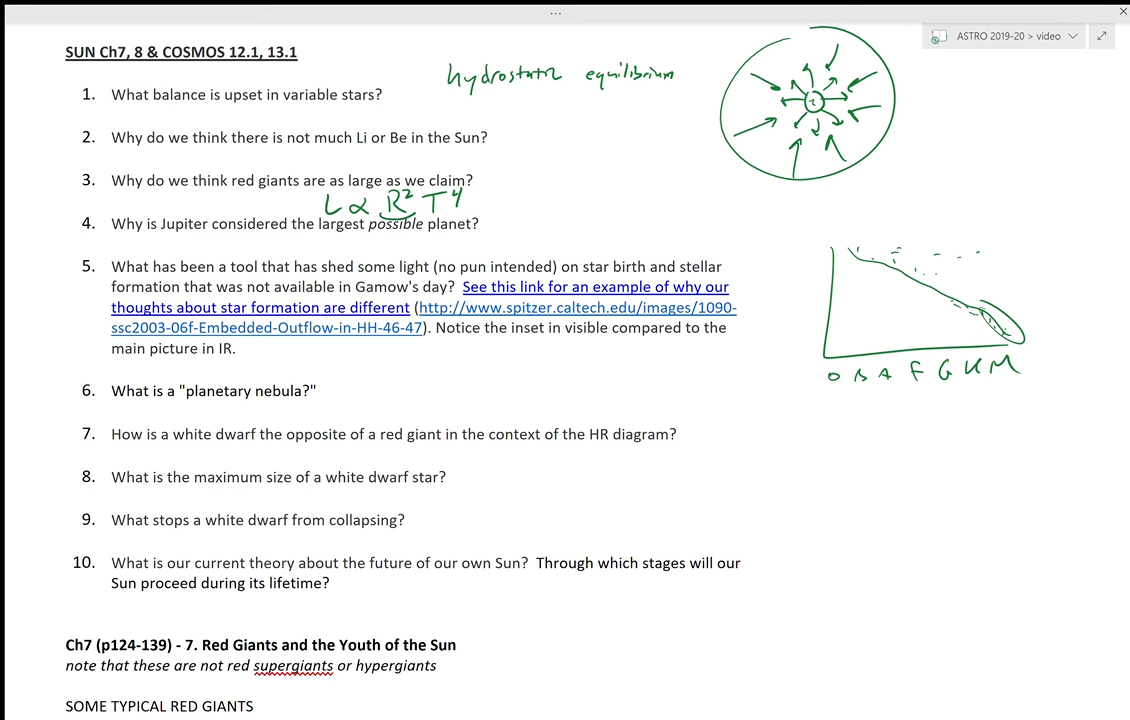 ...
ASTRO 2019-20 > video
SUN Ch7, 8 & COSMOS 12.1, 13.1
hydrostatic equilibrium
1. What balance is upset in variable stars?
2. Why do we think there is not much Li or Be in the Sun?
3. Why do we think red giants are as large as we claim?
L ∝ R² T⁴
4. Why is Jupiter considered the largest possible planet?
5. What has been a tool that has shed some light (no pun intended) on star birth and stellar
formation that was not available in Gamow's day? See this link for an example of why our
thoughts about star formation are different (http://www.spitzer.caltech.edu/images/1090-
ssc2003-06f-Embedded-Outflow-in-HH-46-47). Notice the inset in visible compared to the
main picture in IR.
O B A F G K M
6. What is a "planetary nebula?"
7. How is a white dwarf the opposite of a red giant in the context of the HR diagram?
8. What is the maximum size of a white dwarf star?
9. What stops a white dwarf from collapsing?
10. What is our current theory about the future of our own Sun? Through which stages will our
Sun proceed during its lifetime?
Ch7 (p124-139) - 7. Red Giants and the Youth of the Sun
note that these are not red supergiants or hypergiants
SOME TYPICAL RED GIANTS